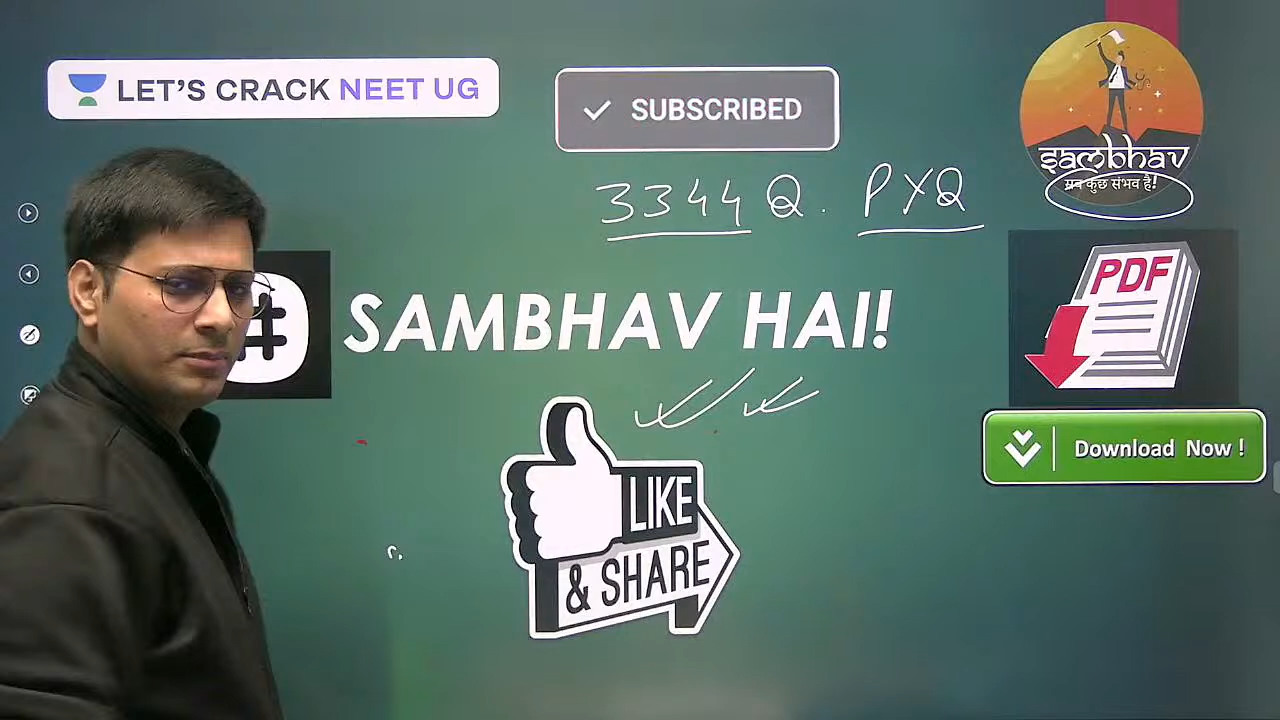 LET'S CRACK NEET UG
SUBSCRIBED
sambhav
सब कुछ संभव है!
3344 Q. PYQ
# SAMBHAV HAI!
PDF
Download Now !
LIKE
& SHARE